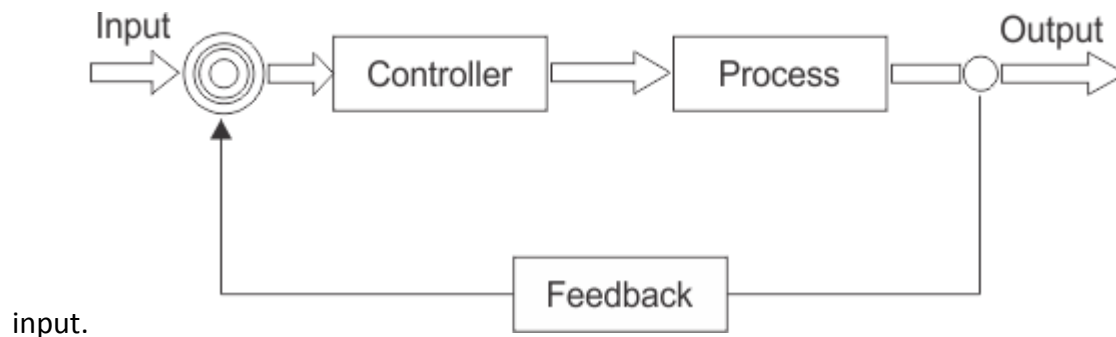 Input
Output
Controller
Process
Feedback
input.